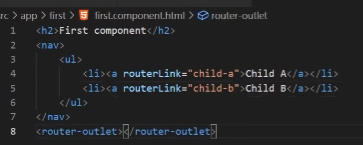 src > app > first > first.component.html > router-outlet
1 <h2>First component</h2>
2 <nav>
3 <ul>
4 <li><a routerLink="child-a">Child A</a></li>
5 <li><a routerLink="child-b">Child B</a></li>
6 </ul>
7 </nav>
8 <router-outlet></router-outlet>